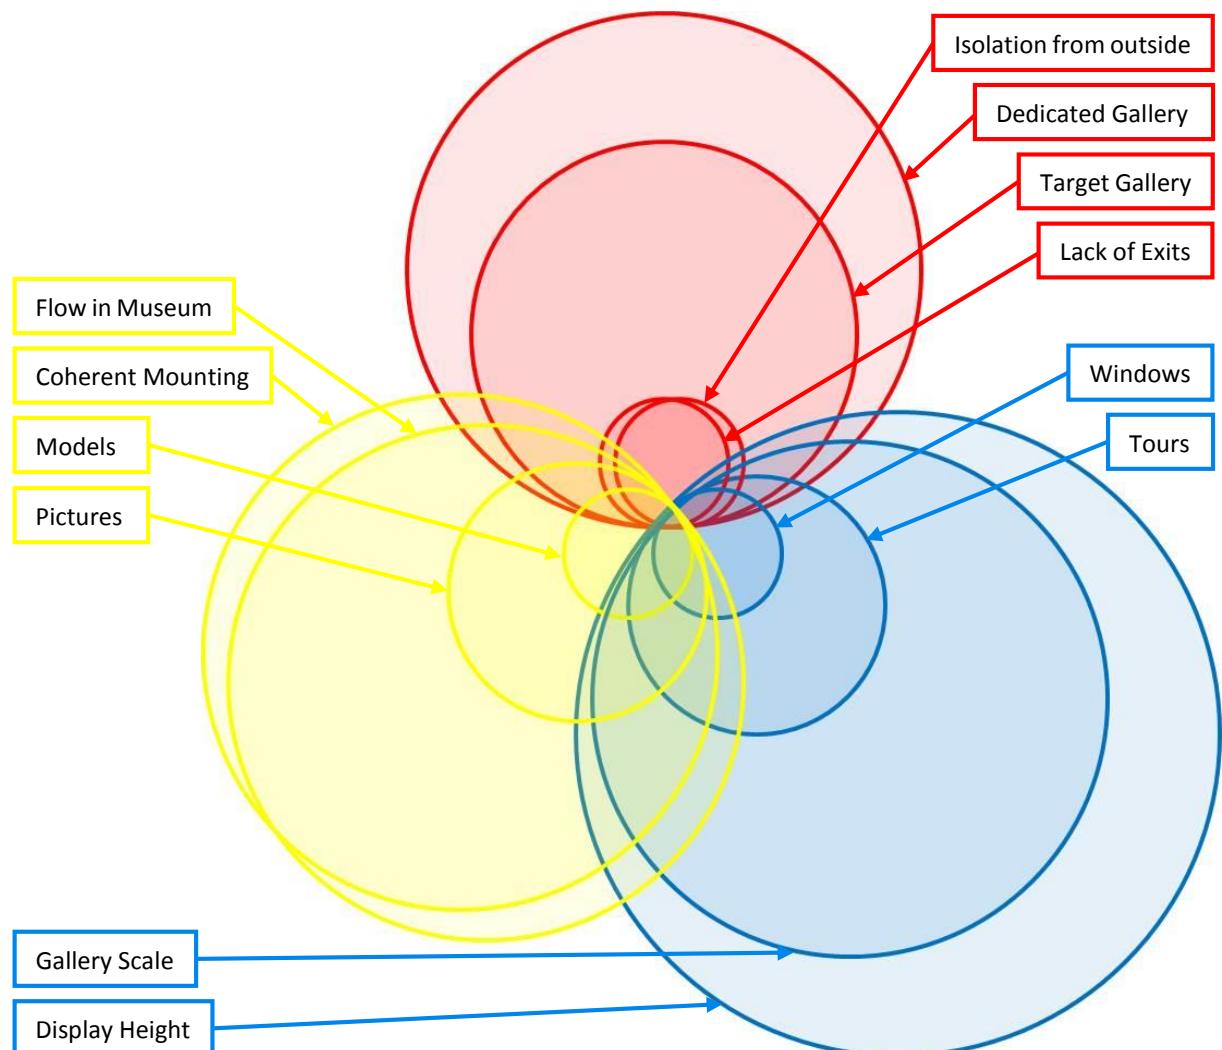 Isolation from outside
Dedicated Gallery
Target Gallery
Lack of Exits
Flow in Museum
Windows
Coherent Mounting
Tours
Models
Pictures
Gallery Scale
Display Height